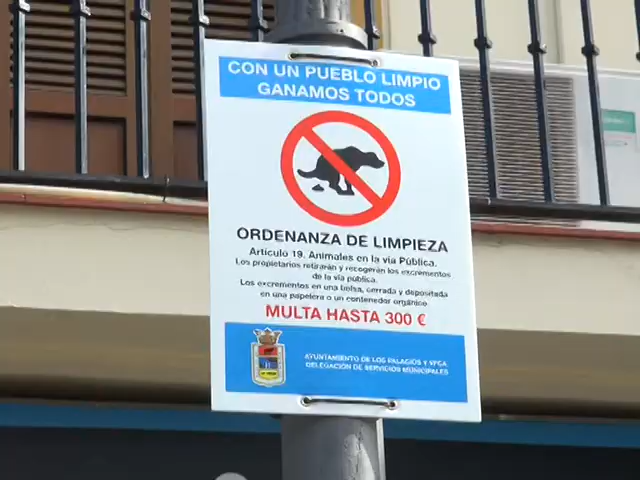 CON UN PUEBLO LIMPIO
GANAMOS TODOS
ORDENANZA DE LIMPIEZA
Artículo 19. Animales en la vía Pública.
Los propietarios retirarán y recogerán los excrementos
de la vía pública.
Los excrementos en una bolsa, cerrada y depositada
en una papelera o un contenedor orgánico.
MULTA HASTA 300 €
AYUNTAMIENTO DE LOS PALACIOS Y VFCA
DELEGACIÓN DE SERVICIOS MUNICIPALES